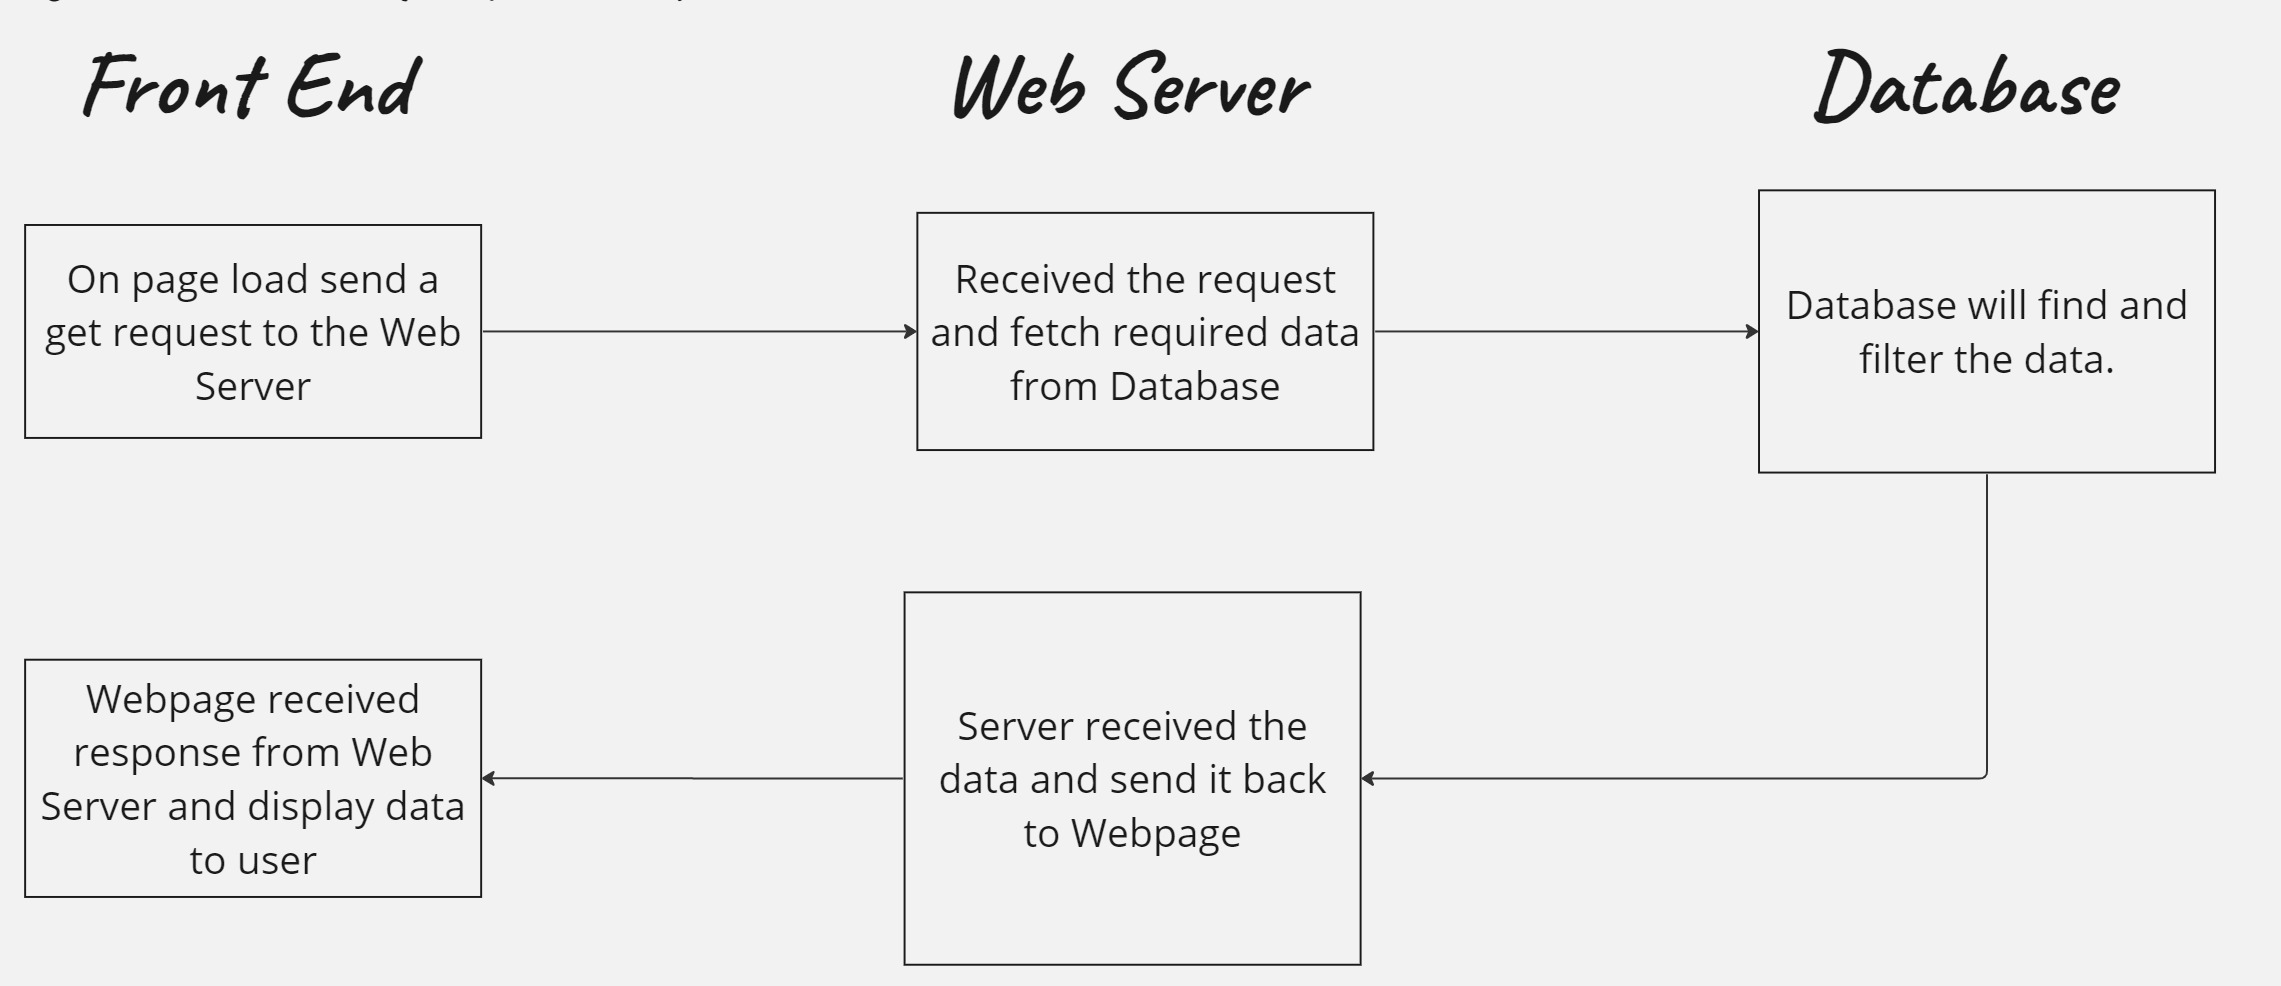 Front End
Web Server
Database
On page load send a
get request to the Web
Server
Received the request
and fetch required data
from Database
Database will find and
filter the data.
Webpage received
response from Web
Server and display data
to user
Server received the
data and send it back
to Webpage